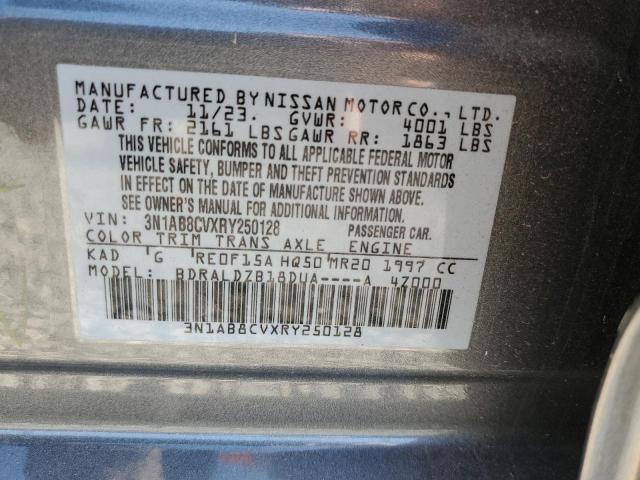 MANUFACTURED BY NISSAN MOTOR CO., LTD.
DATE: 11/23. GVWR: 4001 LBS
GAWR FR: 2161 LBS GAWR RR: 1863 LBS
THIS VEHICLE CONFORMS TO ALL APPLICABLE FEDERAL MOTOR
VEHICLE SAFETY, BUMPER AND THEFT PREVENTION STANDARDS
IN EFFECT ON THE DATE OF MANUFACTURE SHOWN ABOVE.
SEE OWNER'S MANUAL FOR ADDITIONAL INFORMATION.
VIN: 3N1AB8CVXRY250128 PASSENGER CAR.
COLOR TRIM TRANS AXLE ENGINE
KAD G RE0F15A HQ50 MR20 1997 CC
MODEL: BDRALDZB18DUA----A 4Z000
3N1AB8CVXRY250128